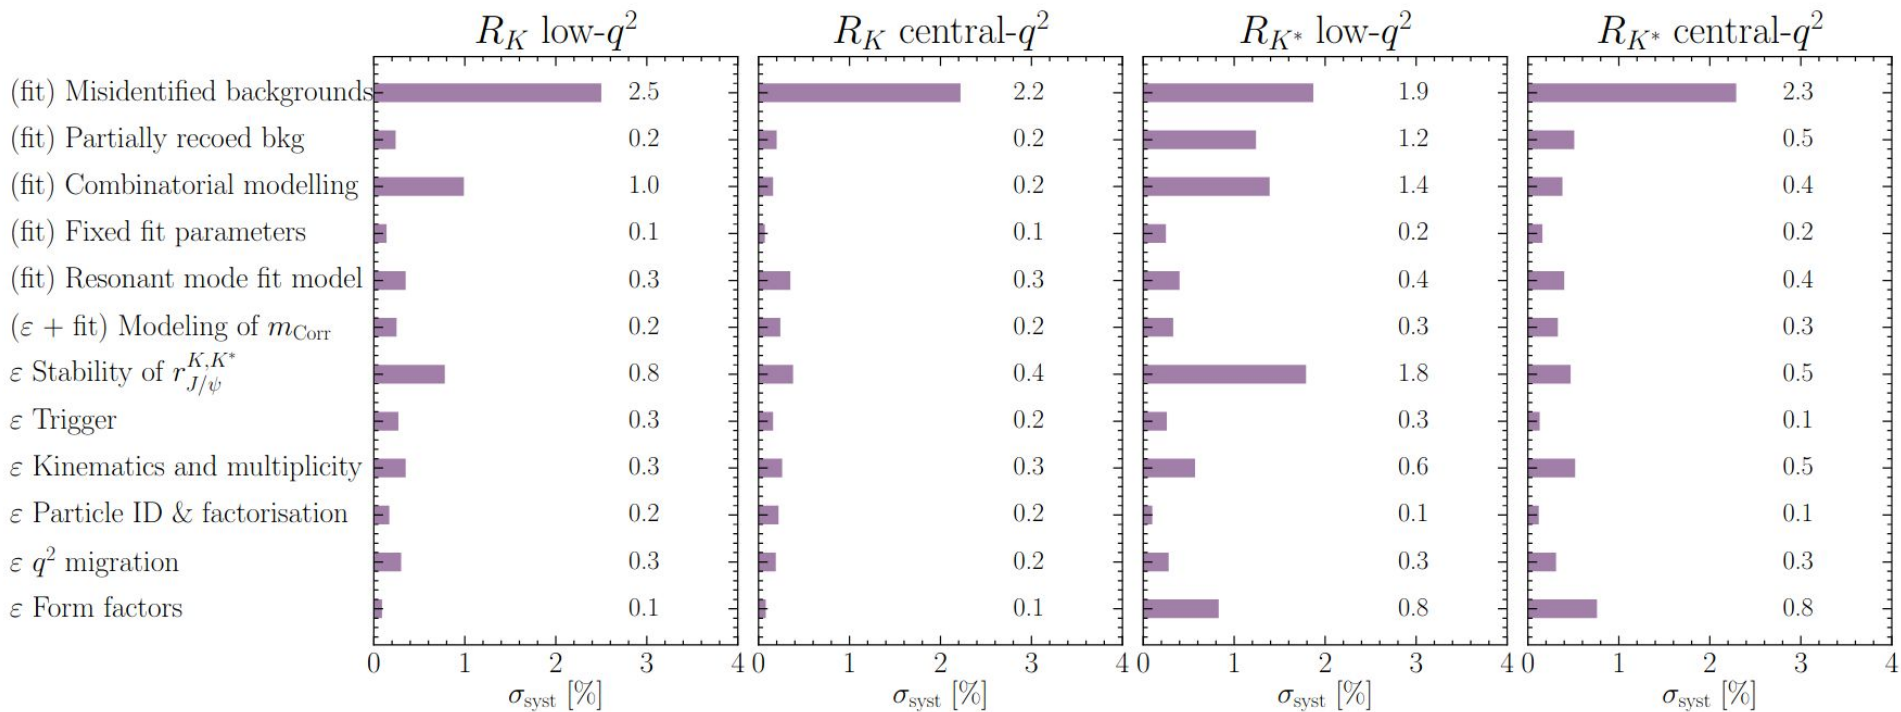 R_K low-q² R_K central-q² R_{K*} low-q² R_{K*} central-q²
(fit) Misidentified backgrounds 2.5 2.2 1.9 2.3
(fit) Partially recoed bkg 0.2 0.2 1.2 0.5
(fit) Combinatorial modelling 1.0 0.2 1.4 0.4
(fit) Fixed fit parameters 0.1 0.1 0.2 0.2
(fit) Resonant mode fit model 0.3 0.3 0.4 0.4
(ε + fit) Modeling of m_Corr 0.2 0.2 0.3 0.3
ε Stability of r_{J/ψ}^{K,K*} 0.8 0.4 1.8 0.5
ε Trigger 0.3 0.2 0.3 0.1
ε Kinematics and multiplicity 0.3 0.3 0.6 0.5
ε Particle ID & factorisation 0.2 0.2 0.1 0.1
ε q² migration 0.3 0.2 0.3 0.3
ε Form factors 0.1 0.1 0.8 0.8
0 1 2 3 4 0 1 2 3 4 0 1 2 3 4 0 1 2 3 4
σ_syst [%] σ_syst [%] σ_syst [%] σ_syst [%]